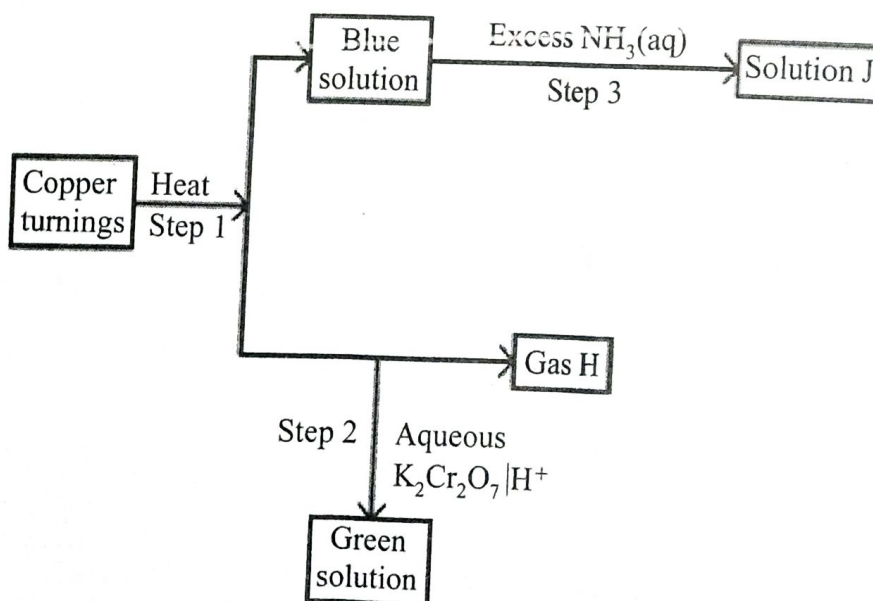 Blue
solution
Excess NH₃(aq)
Step 3
Solution J
Copper
turnings
Heat
Step 1
Gas H
Step 2
Aqueous
K₂Cr₂O₇|H⁺
Green
solution